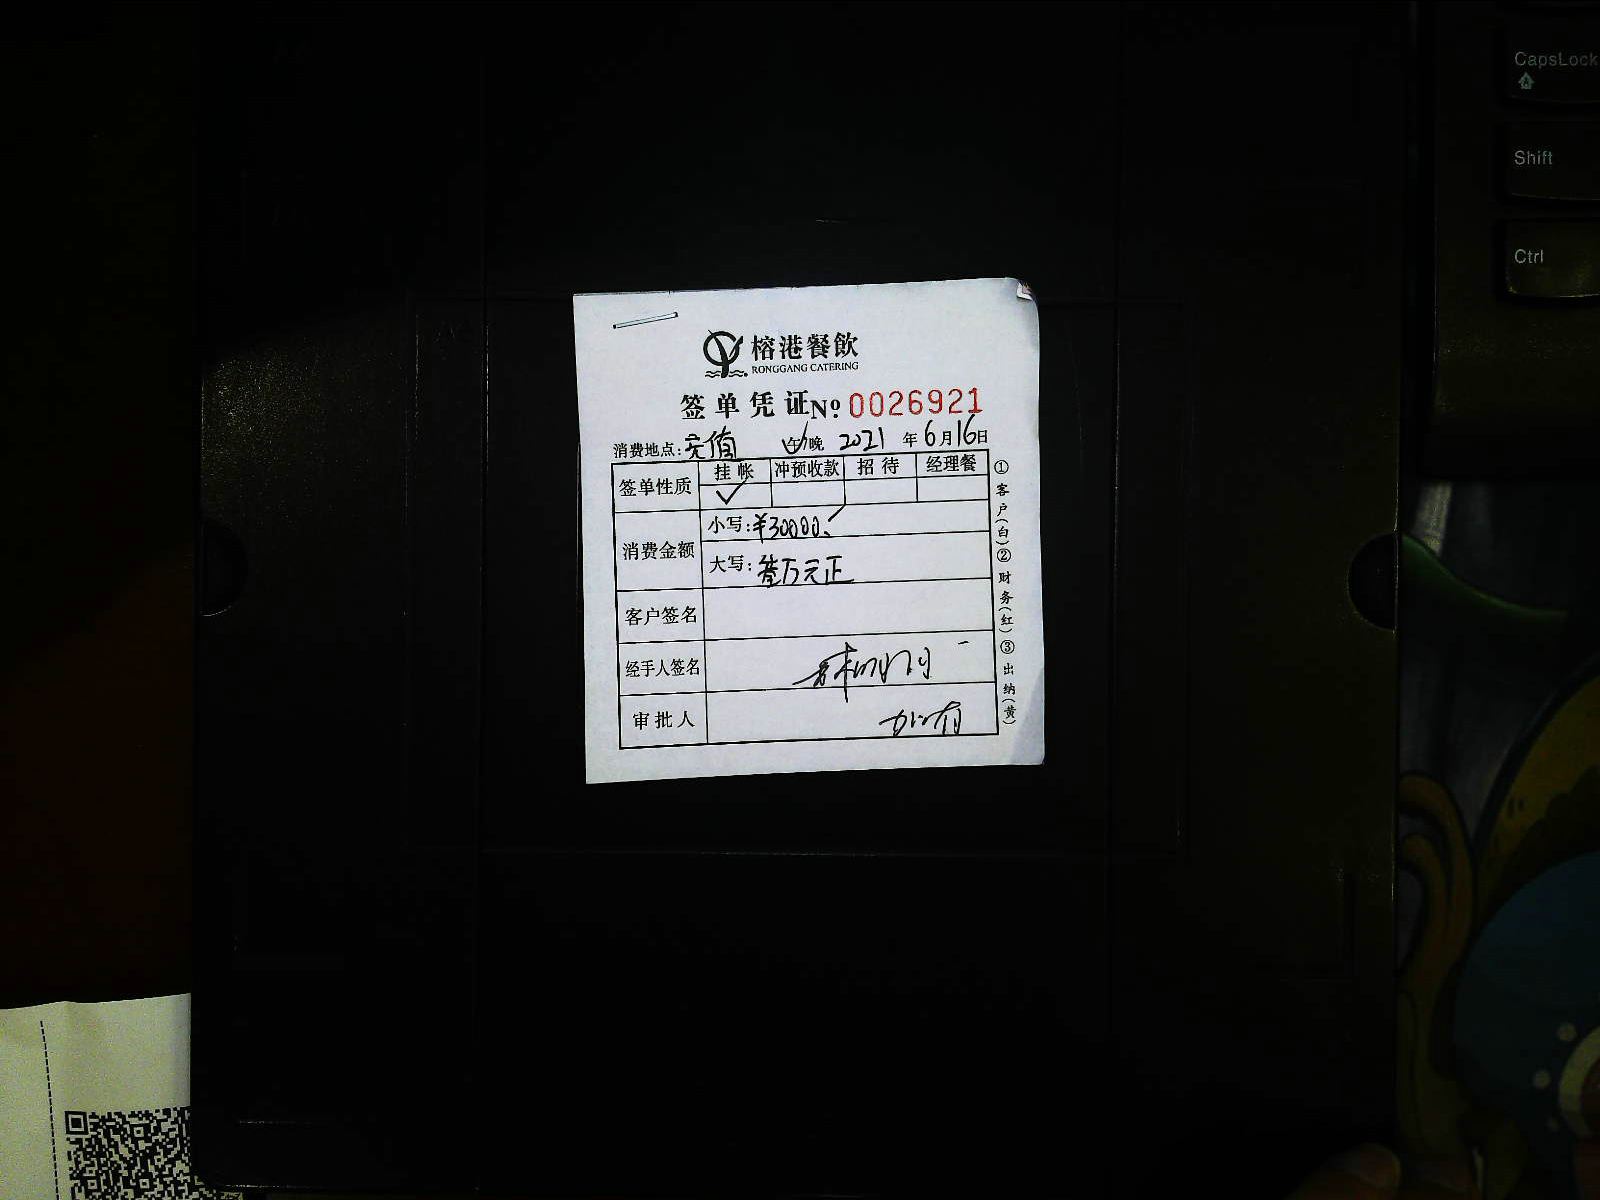 榕港餐飲
RONGGANG CATERING
签单凭证 № 0026921
消费地点: 充值 午/晚 2021 年 6 月 16 日
签单性质 挂帐 冲预收款 招待 经理餐
✓
消费金额 小写: ¥30000.
大写: 叁万元正
客户签名
经手人签名
审批人
①客户(白)②财务(红)③出纳(黄)
CapsLock
Shift
Ctrl